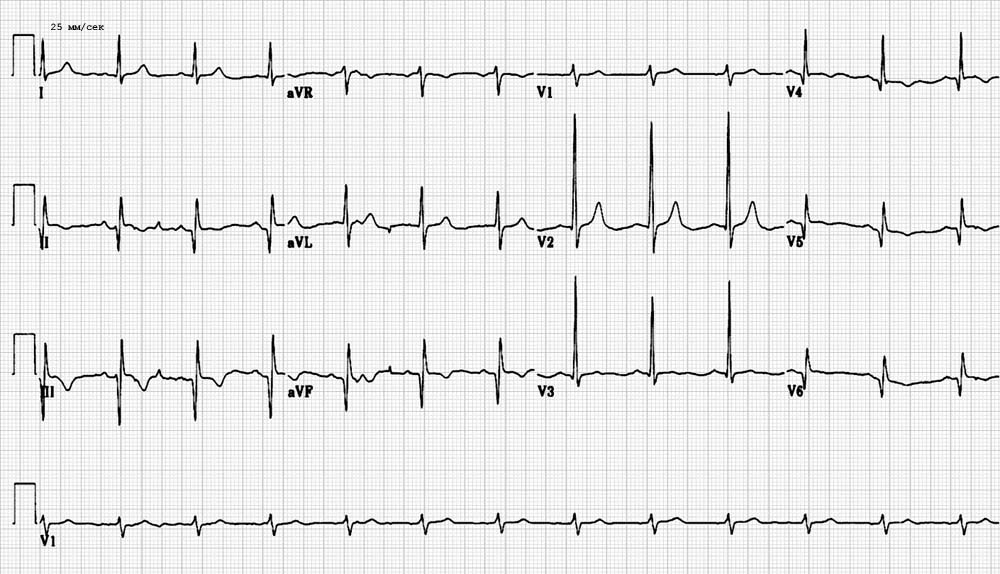 25 мм/сек
I aVR V1 V4
II aVL V2 V5
III aVF V3 V6
V1